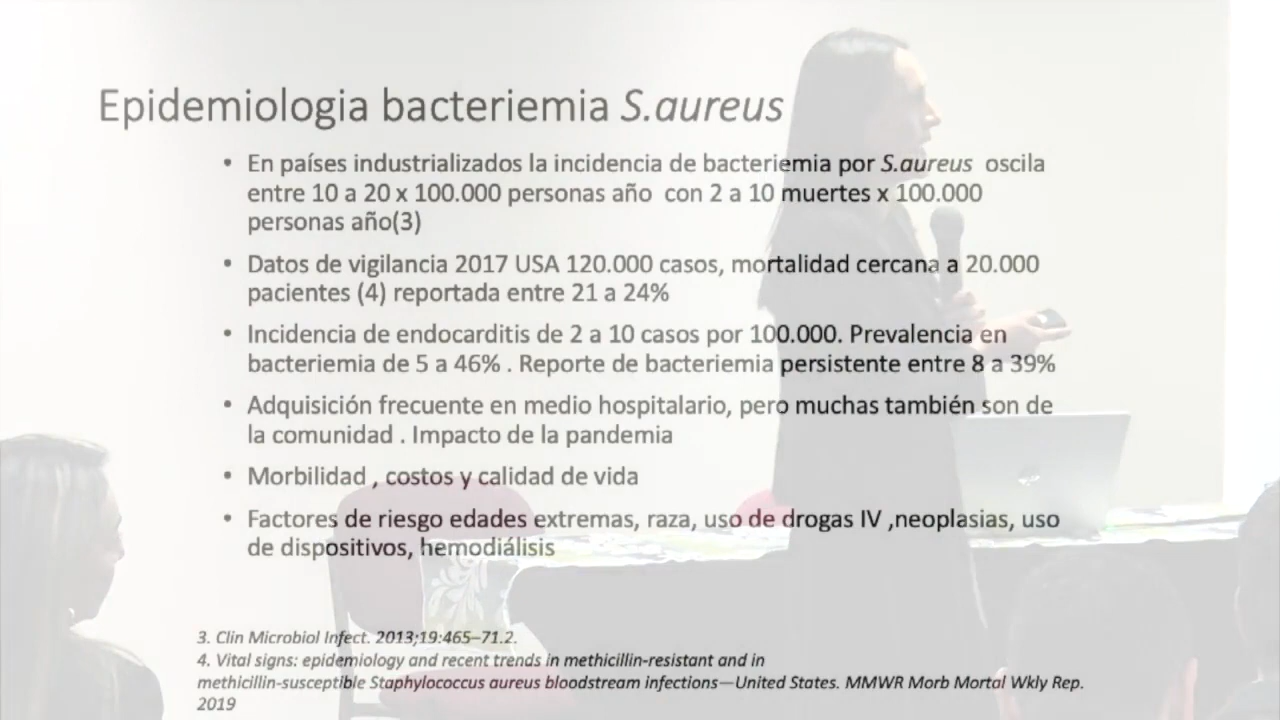 Epidemiologia bacteriemia S.aureus
• En países industrializados la incidencia de bacteriemia por S.aureus oscila
entre 10 a 20 x 100.000 personas año con 2 a 10 muertes x 100.000
personas año(3)
• Datos de vigilancia 2017 USA 120.000 casos, mortalidad cercana a 20.000
pacientes (4) reportada entre 21 a 24%
• Incidencia de endocarditis de 2 a 10 casos por 100.000. Prevalencia en
bacteriemia de 5 a 46% . Reporte de bacteriemia persistente entre 8 a 39%
• Adquisición frecuente en medio hospitalario, pero muchas también son de
la comunidad . Impacto de la pandemia
• Morbilidad , costos y calidad de vida
• Factores de riesgo edades extremas, raza, uso de drogas IV ,neoplasias, uso
de dispositivos, hemodiálisis
3. Clin Microbiol Infect. 2013;19:465–71.2.
4. Vital signs: epidemiology and recent trends in methicillin-resistant and in
methicillin-susceptible Staphylococcus aureus bloodstream infections—United States. MMWR Morb Mortal Wkly Rep.
2019